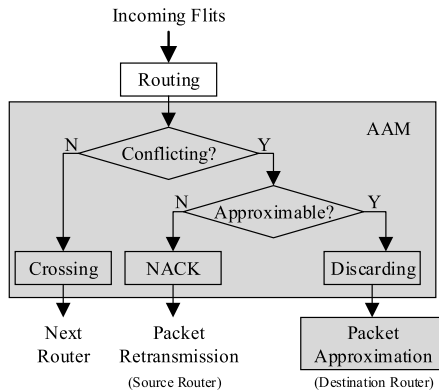 Incoming Flits
Routing
AAM
N
Conflicting?
Y
N
Approximable?
Y
Crossing
NACK
Discarding
Next
Router
Packet
Retransmission
(Source Router)
Packet
Approximation
(Destination Router)